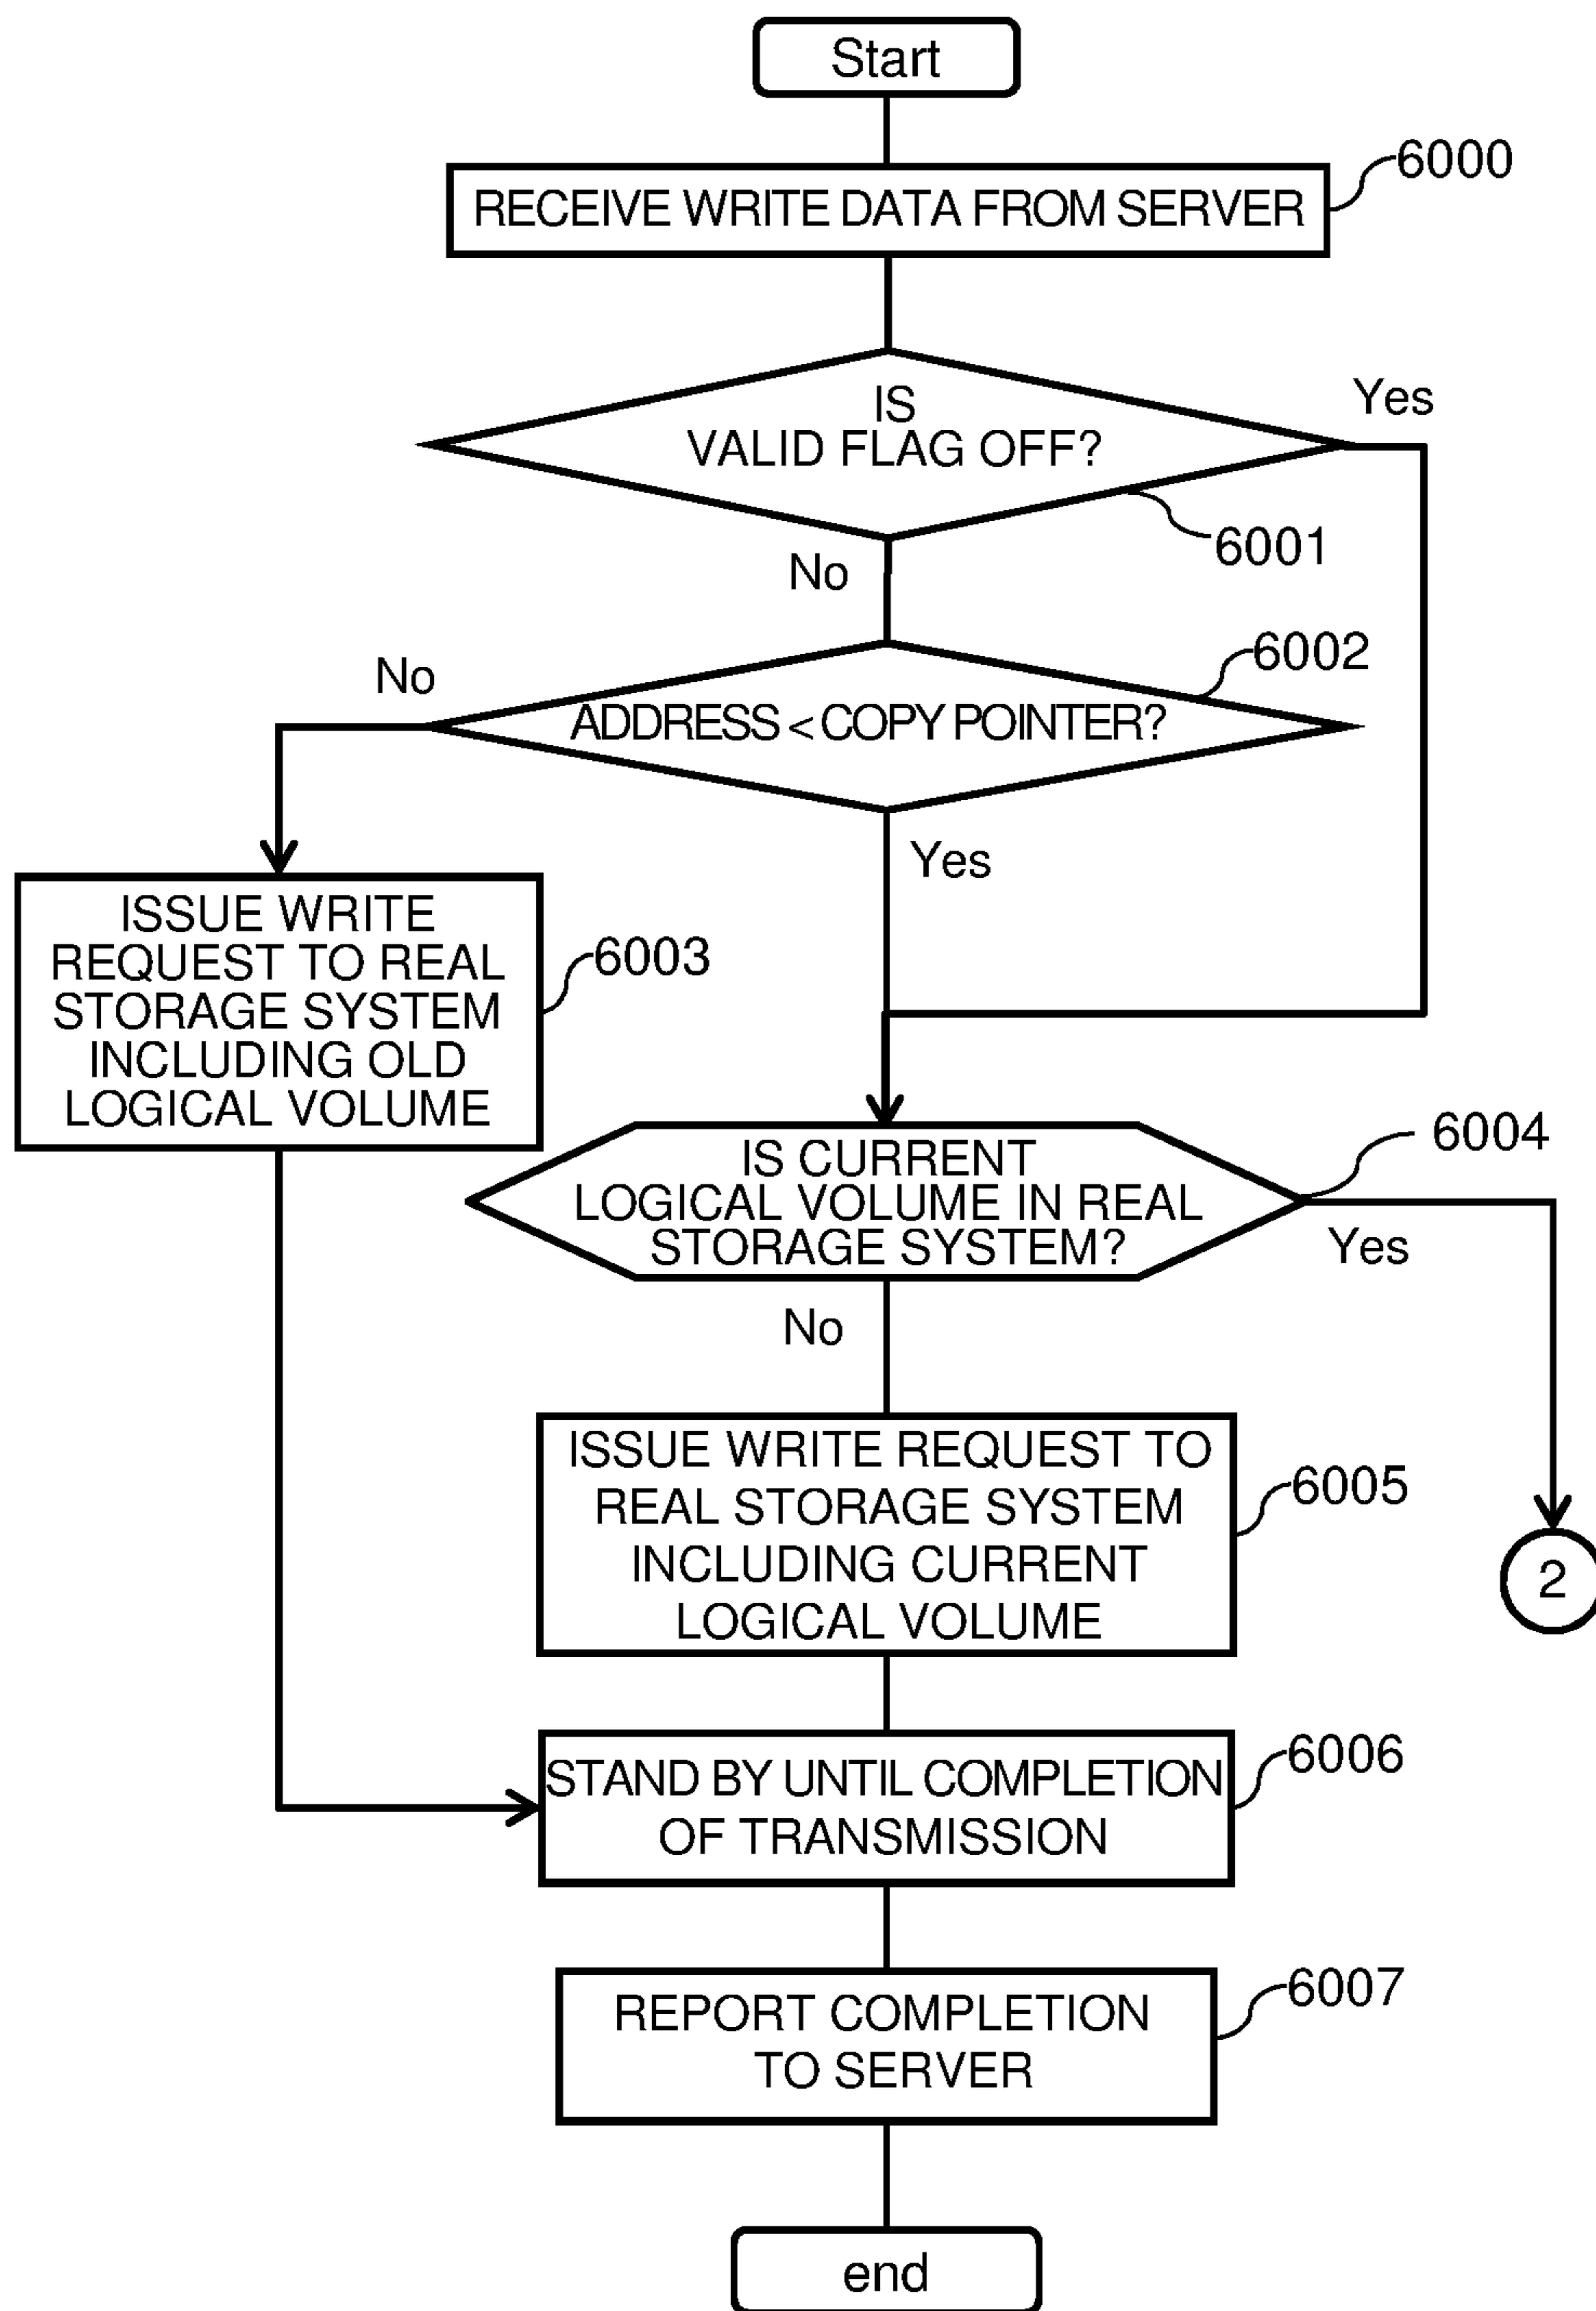 Start
RECEIVE WRITE DATA FROM SERVER
6000
IS
VALID FLAG OFF?
Yes
6001
No
ADDRESS < COPY POINTER?
6002
No
Yes
ISSUE WRITE
REQUEST TO REAL
STORAGE SYSTEM
INCLUDING OLD
LOGICAL VOLUME
6003
IS CURRENT
LOGICAL VOLUME IN REAL
STORAGE SYSTEM?
6004
Yes
No
ISSUE WRITE REQUEST TO
REAL STORAGE SYSTEM
INCLUDING CURRENT
LOGICAL VOLUME
6005
2
STAND BY UNTIL COMPLETION
OF TRANSMISSION
6006
REPORT COMPLETION
TO SERVER
6007
end